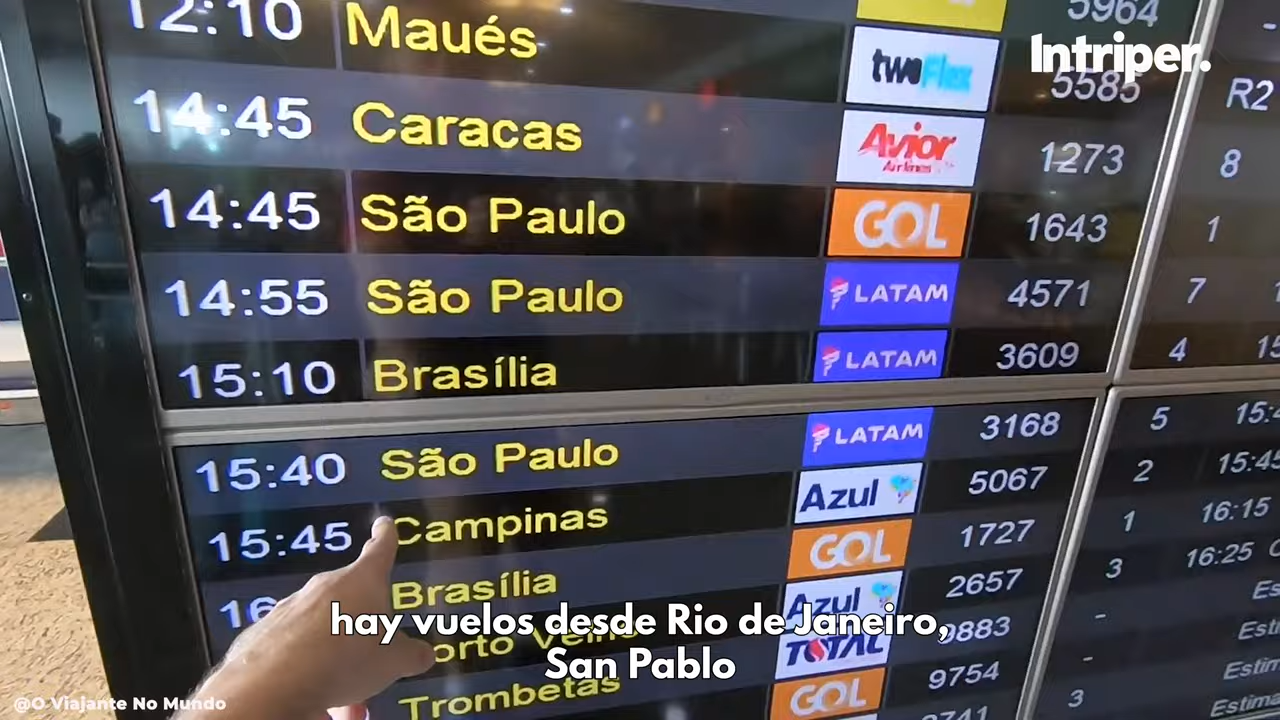 12:10 Maués 5964
Intriper.
twoFlex 5585 R2
14:45 Caracas Avior Airlines 1273 8
14:45 São Paulo GOL 1643 1
14:55 São Paulo LATAM 4571 7
15:10 Brasília LATAM 3609 4
15:40 São Paulo LATAM 3168 5
15:45 Campinas Azul 5067 2 15:45
Brasília GOL 1727 1 16:15
Azul 2657 3 16:25
TOTAL
Trombetas GOL 9754 3
hay vuelos desde Rio de Janeiro,
San Pablo
@O Viajante No Mundo